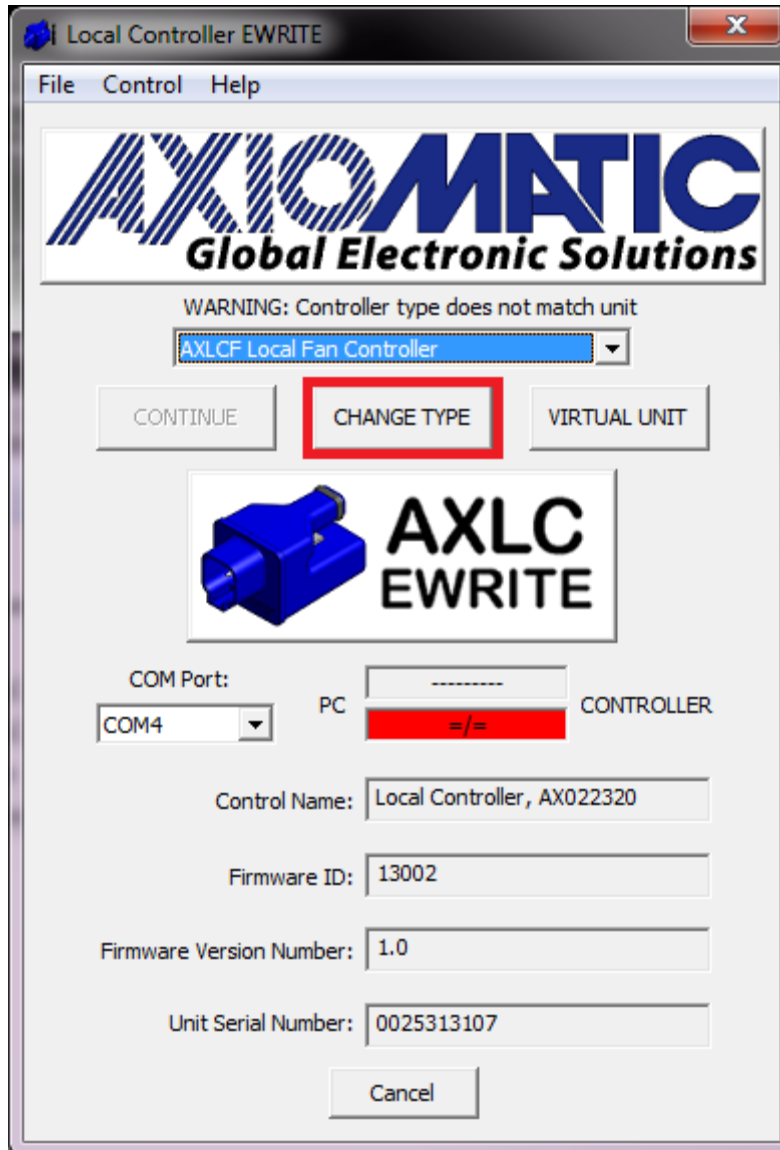 Local Controller EWRITE
File Control Help
AXIOMATIC
Global Electronic Solutions
WARNING: Controller type does not match unit
AXLCF Local Fan Controller
CONTINUE CHANGE TYPE VIRTUAL UNIT
AXLC
EWRITE
COM Port:
COM4
PC
---------
=/=
CONTROLLER
Control Name: Local Controller, AX022320
Firmware ID: 13002
Firmware Version Number: 1.0
Unit Serial Number: 0025313107
Cancel